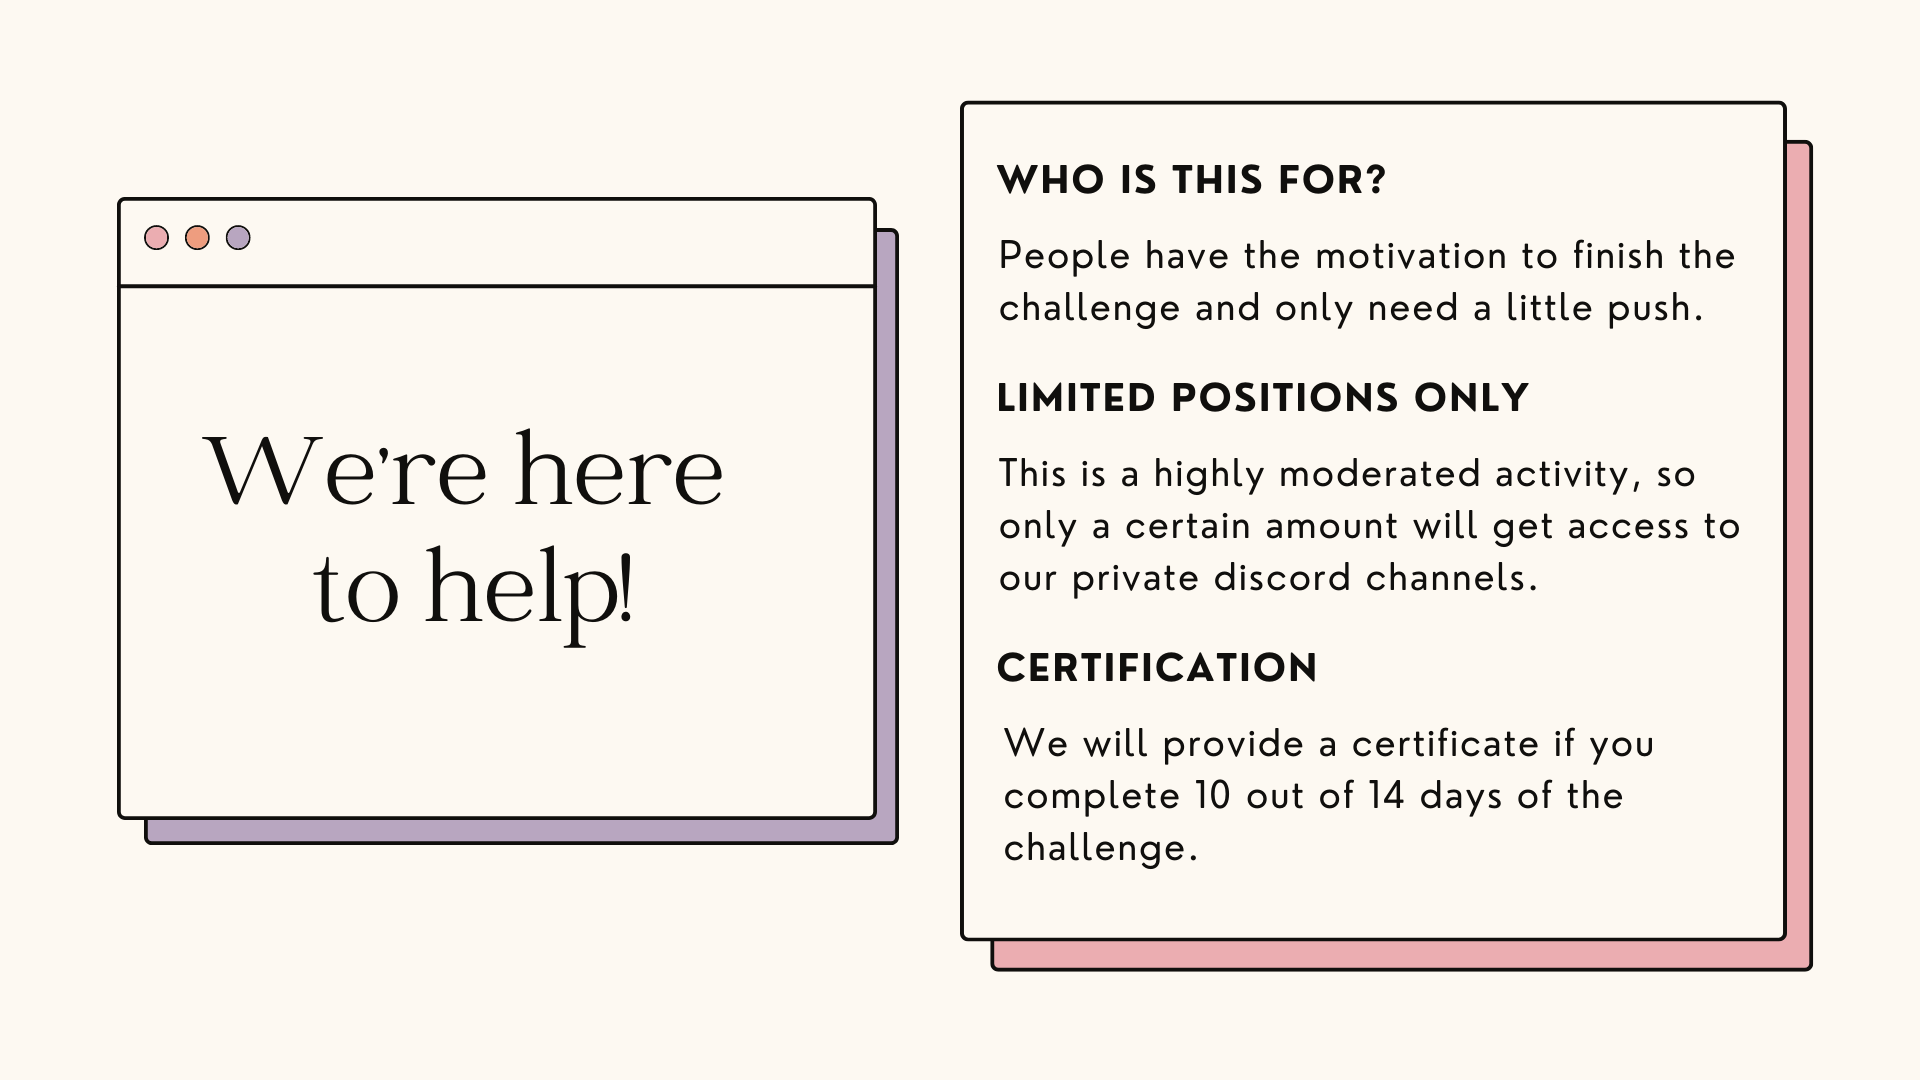 We're here
to help!
WHO IS THIS FOR?
People have the motivation to finish the
challenge and only need a little push.
LIMITED POSITIONS ONLY
This is a highly moderated activity, so
only a certain amount will get access to
our private discord channels.
CERTIFICATION
We will provide a certificate if you
complete 10 out of 14 days of the
challenge.